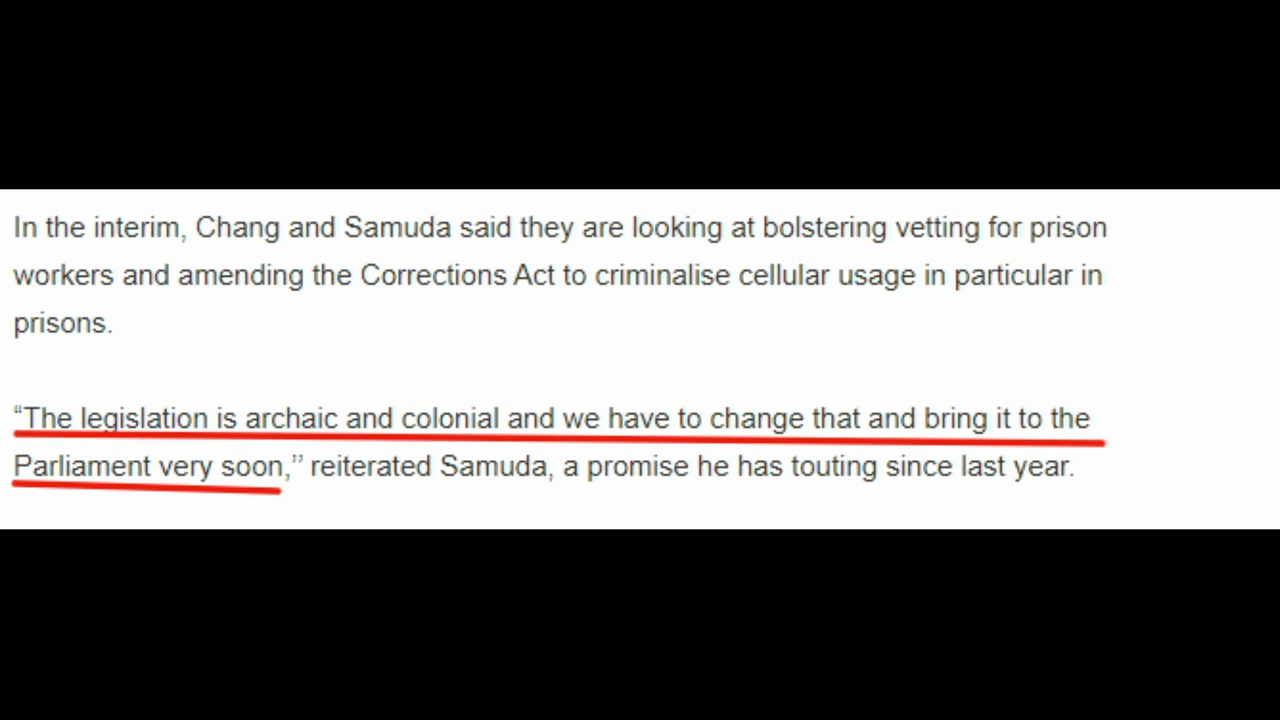 In the interim, Chang and Samuda said they are looking at bolstering vetting for prison
workers and amending the Corrections Act to criminalise cellular usage in particular in
prisons.
“The legislation is archaic and colonial and we have to change that and bring it to the
Parliament very soon,’’ reiterated Samuda, a promise he has touting since last year.